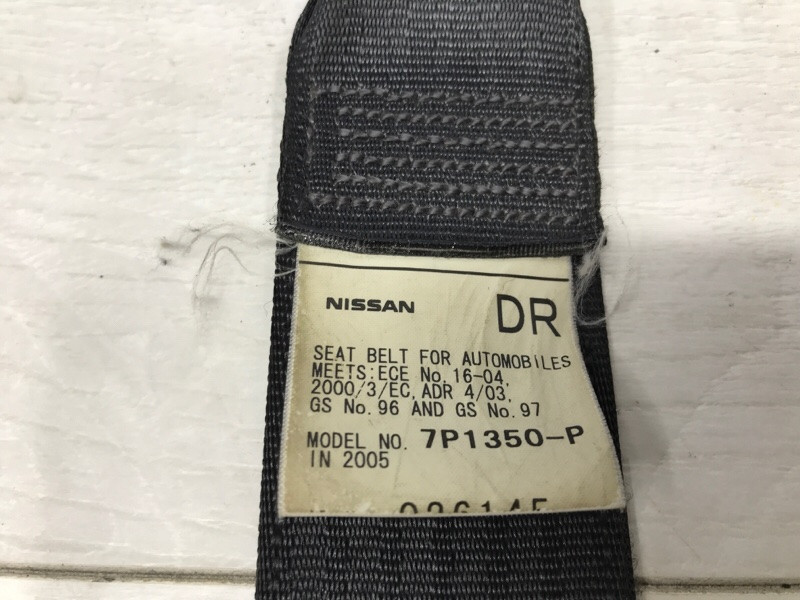 NISSAN DR
SEAT BELT FOR AUTOMOBiLES
MEETS:ECE No. 16-04,
2000/3/EC, ADR 4/03,
GS No. 96 AND GS No. 97
MODEL NO. 7P1350-P
IN 2005